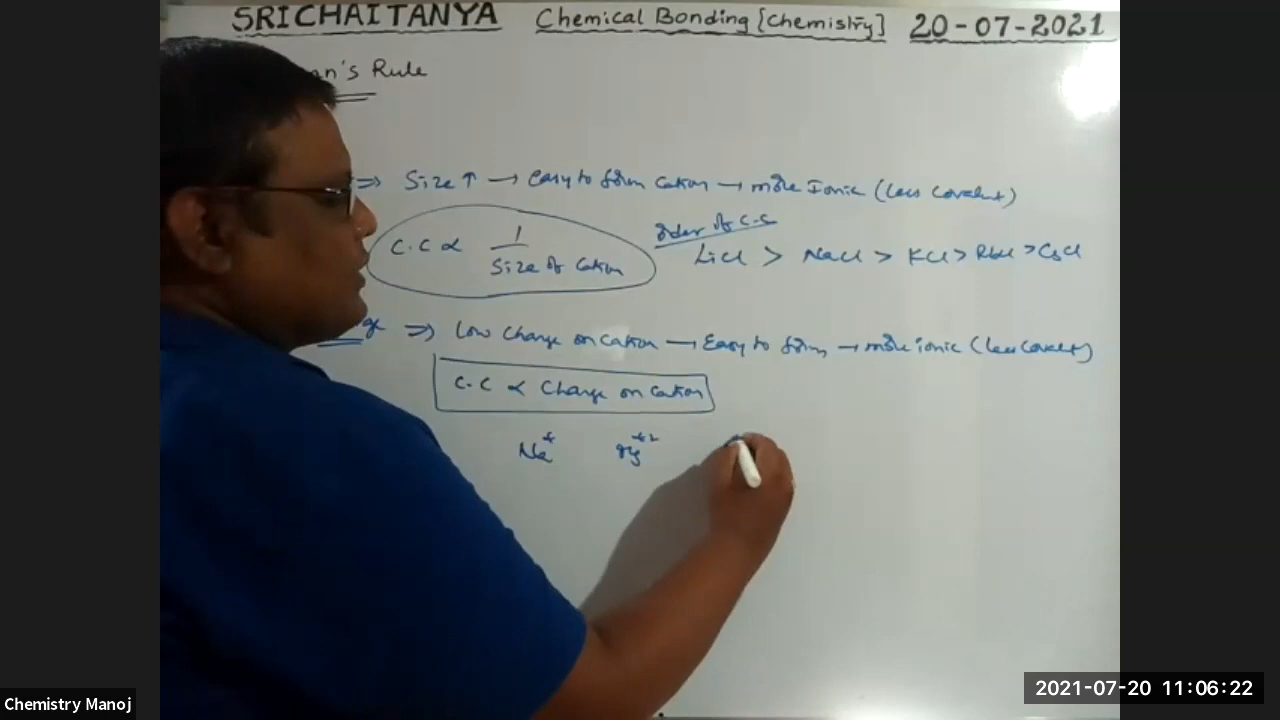 SRICHAITANYA Chemical Bonding [Chemistry] 20-07-2021
an's Rule
⇒ Size ↑ → Easy to form Cation → more Ionic (Less Covalent)
C.C ∝ 1 / Size of Cation
Order of C.C
LiCl > NaCl > KCl > RbCl > CsCl
ge ⇒ Low Charge on Cation → Easy to form → more ionic (Less Covalent)
C.C ∝ Charge on Cation
Na⁺ Mg⁺²
Chemistry Manoj
2021-07-20 11:06:22